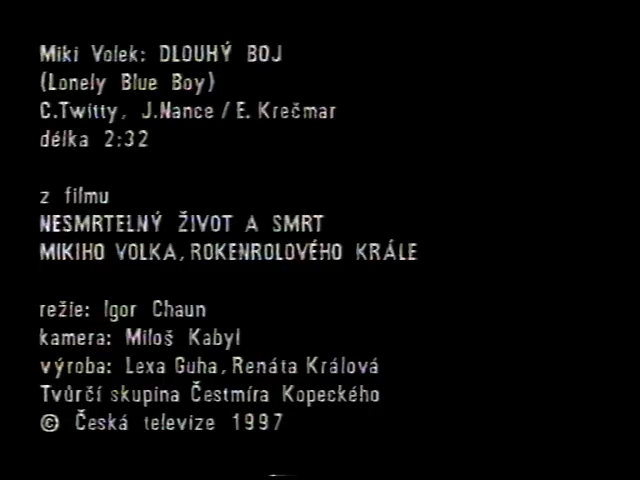 Miki Volek: DLOUHÝ BOJ
(Lonely Blue Boy)
C.Twitty, J.Nance / E. Krečmar
délka 2:32
z filmu
NESMRTELNÝ ŽIVOT A SMRT
MIKIHO VOLKA, ROKENROLOVÉHO KRÁLE
režie: Igor Chaun
kamera: Miloš Kabyl
výroba: Lexa Guha, Renáta Králová
Tvůrčí skupina Čestmíra Kopeckého
© Česká televize 1997